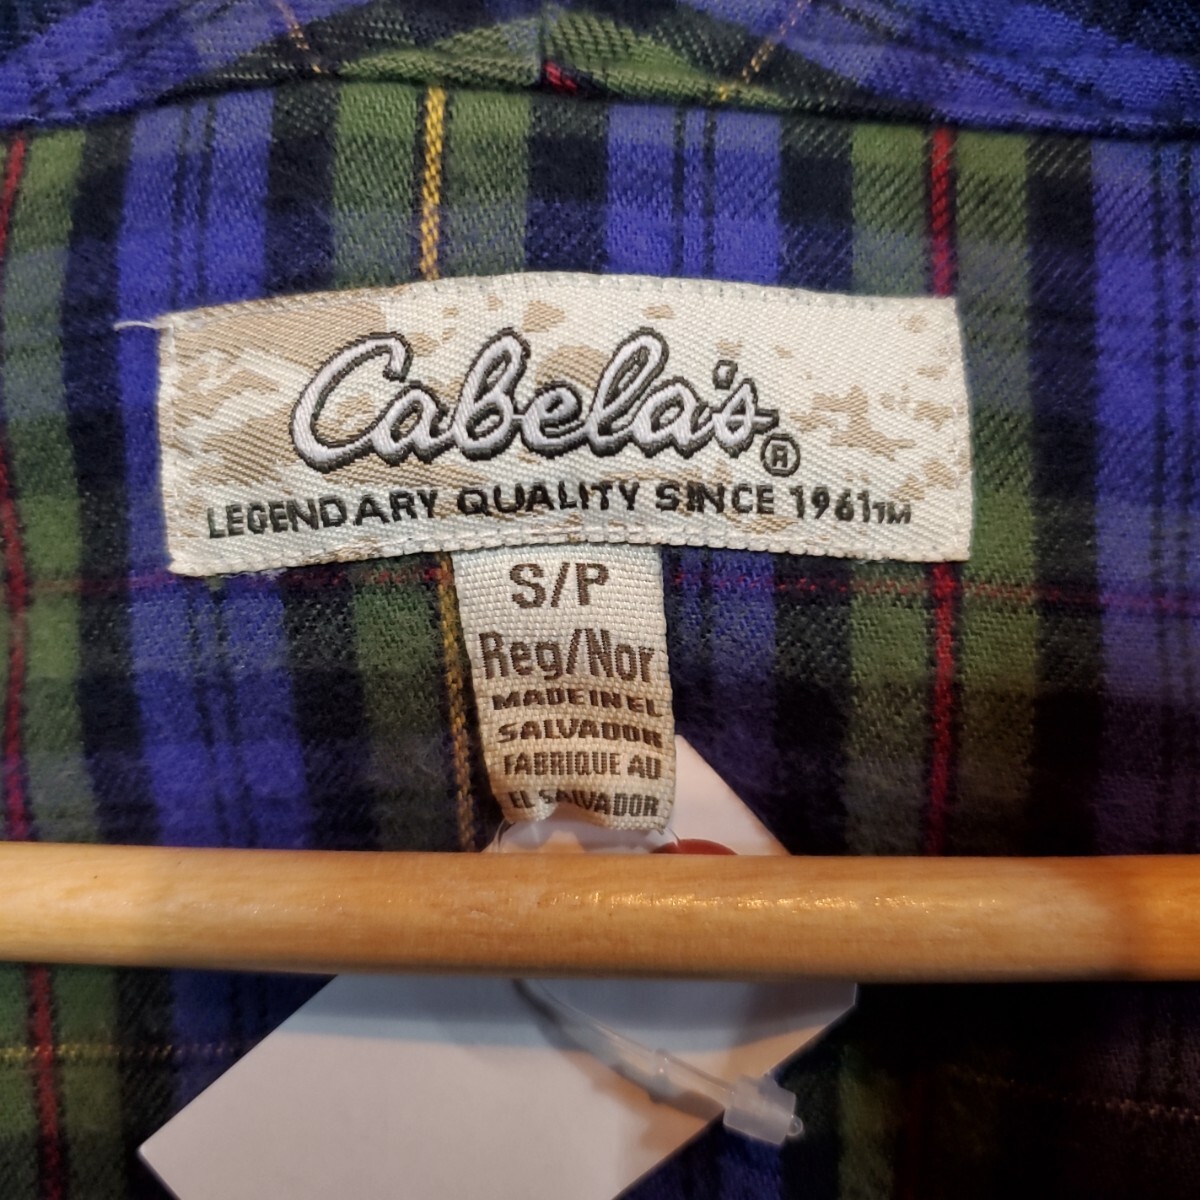 Cabela's®
LEGENDARY QUALITY SINCE 1961™
S/P
Reg/Nor
MADE IN EL
SALVADOR
FABRIQUE AU
EL SALVADOR